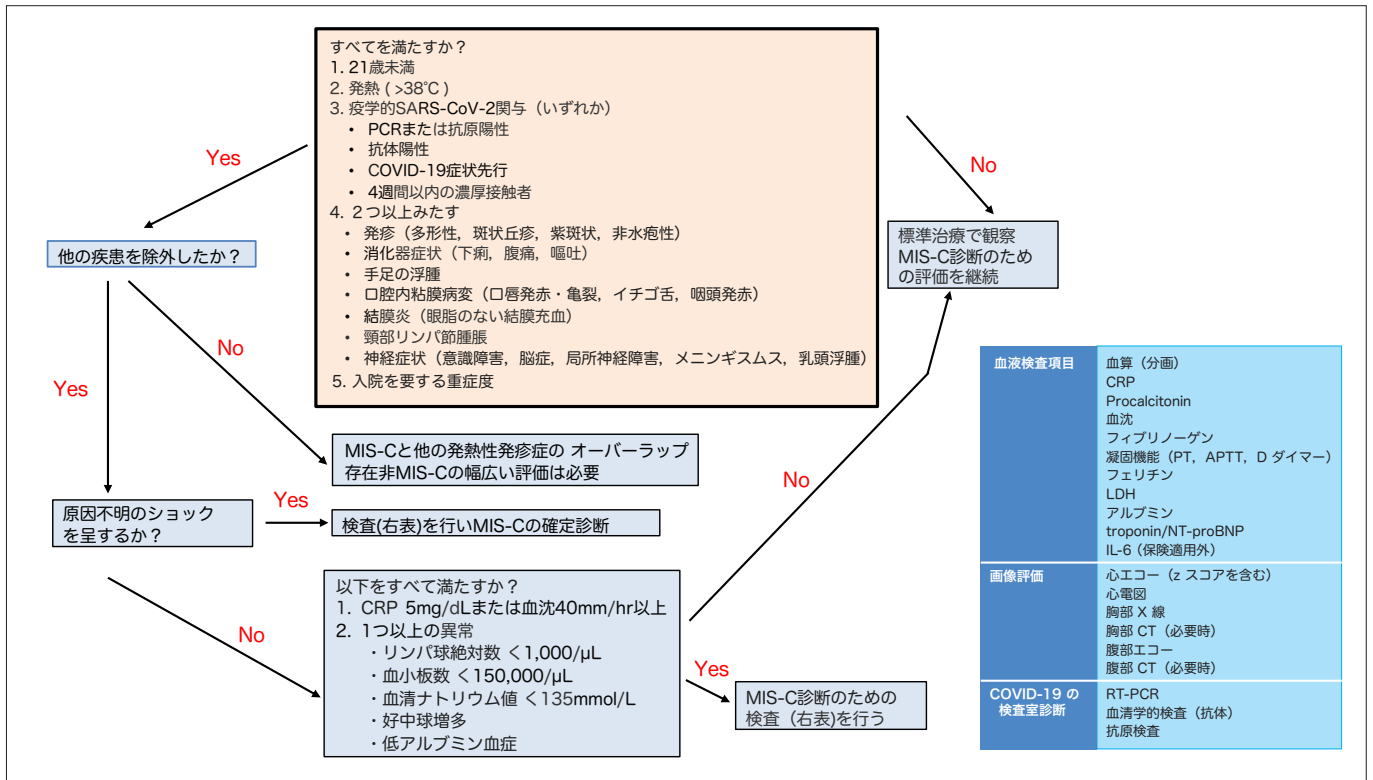 すべてを満たすか？
1. 21歳未満
2. 発熱 ( >38℃ )
3. 疫学的SARS-CoV-2関与（いずれか）
• PCRまたは抗原陽性
• 抗体陽性
• COVID-19症状先行
• 4週間以内の濃厚接触者
4. ２つ以上みたす
• 発疹（多形性，斑状丘疹，紫斑状，非水疱性）
• 消化器症状（下痢，腹痛，嘔吐）
• 手足の浮腫
• 口腔内粘膜病変（口唇発赤・亀裂，イチゴ舌，咽頭発赤）
• 結膜炎（眼脂のない結膜充血）
• 頸部リンパ節腫脹
• 神経症状（意識障害，脳症，局所神経障害，メニンギスムス，乳頭浮腫）
5. 入院を要する重症度
Yes
No
他の疾患を除外したか？
標準治療で観察
MIS-C診断のため
の評価を継続
No
Yes
MIS-Cと他の発熱性発疹症の オーバーラップ
存在非MIS-Cの幅広い評価は必要
原因不明のショック
を呈するか？
Yes
検査(右表)を行いMIS-Cの確定診断
No
No
以下をすべて満たすか？
1. CRP 5mg/dLまたは血沈40mm/hr以上
2. 1つ以上の異常
・リンパ球絶対数 <1,000/μL
・血小板数 <150,000/μL
・血清ナトリウム値 <135mmol/L
・好中球増多
・低アルブミン血症
Yes
MIS-C診断のための
検査（右表)を行う
血液検査項目
血算（分画）
CRP
Procalcitonin
血沈
フィブリノーゲン
凝固機能（PT，APTT，D ダイマー）
フェリチン
LDH
アルブミン
troponin/NT-proBNP
IL-6（保険適用外）
画像評価
心エコー（z スコアを含む）
心電図
胸部 X 線
胸部 CT（必要時）
腹部エコー
腹部 CT（必要時）
COVID-19 の
検査室診断
RT-PCR
血清学的検査（抗体）
抗原検査